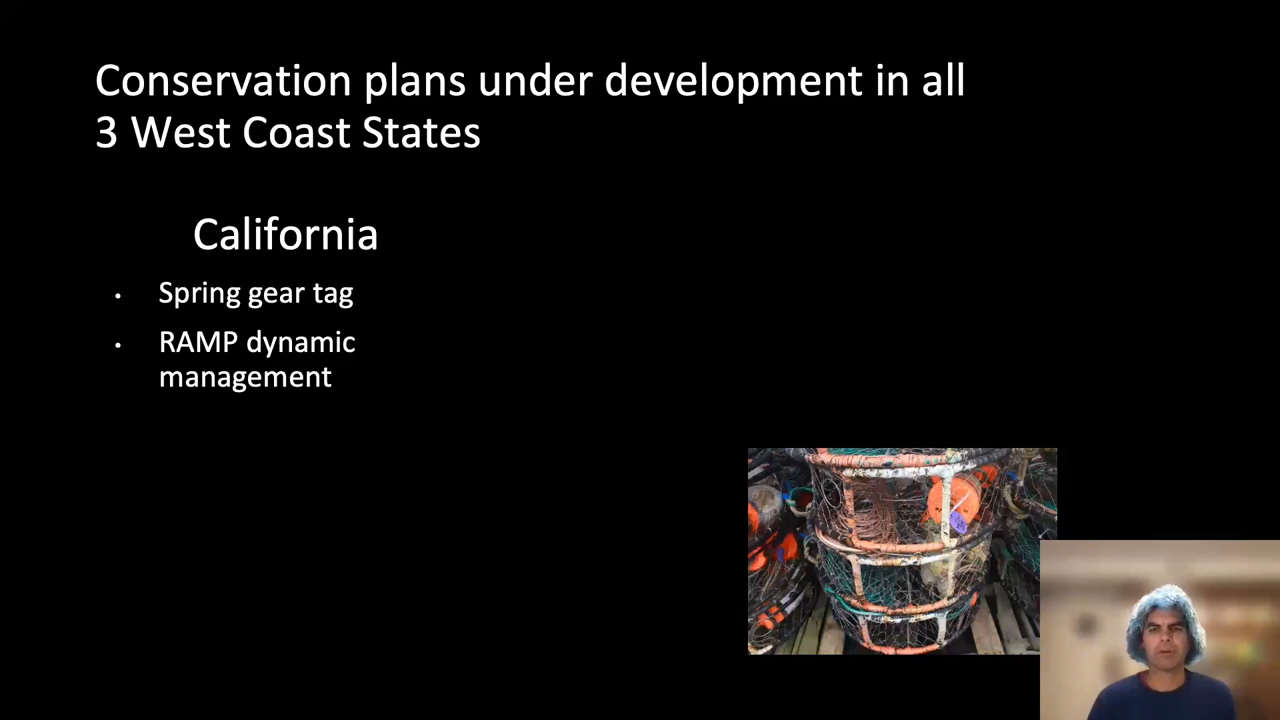 Conservation plans under development in all
3 West Coast States
California
• Spring gear tag
• RAMP dynamic
management